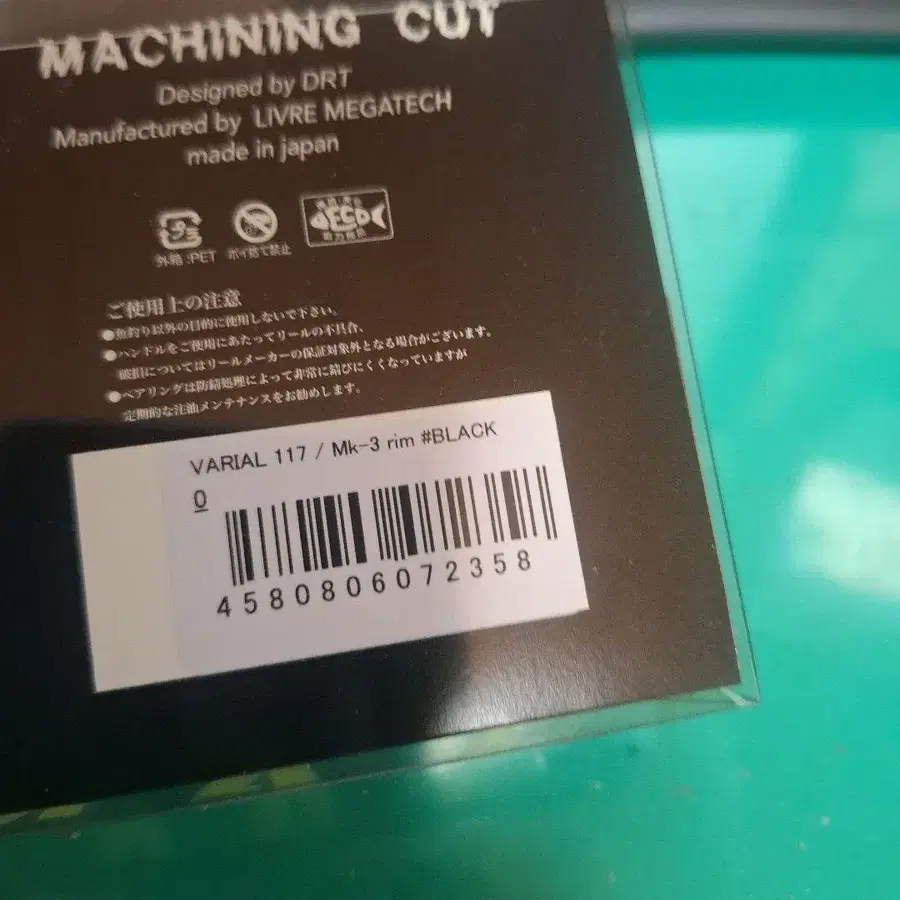 MACHINING CUT
Designed by DRT
Manufactured by LIVRE MEGATECH
made in japan
外箱:PET
ポイ捨て禁止
ご使用上の注意
●魚釣り以外の目的に使用しないで下さい。
●ハンドルをご使用にあたってリールの不具合、
破損についてはリールメーカーの保証対象外となる場合がございます。
●ベアリングは防錆処理によって非常に錆びにくくなっていますが
定期的な注油メンテナンスをお勧めします。
VARIAL 117 / Mk-3 rim #BLACK
0
4580806072358